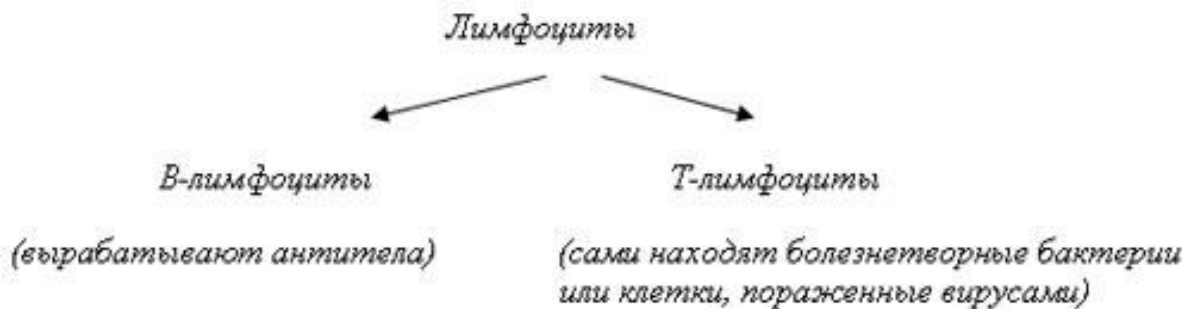 Лимфоциты
В-лимфоциты
Т-лимфоциты
(вырабатывают антитела)
(сами находят болезнетворные бактерии
или клетки, пораженные вирусами)